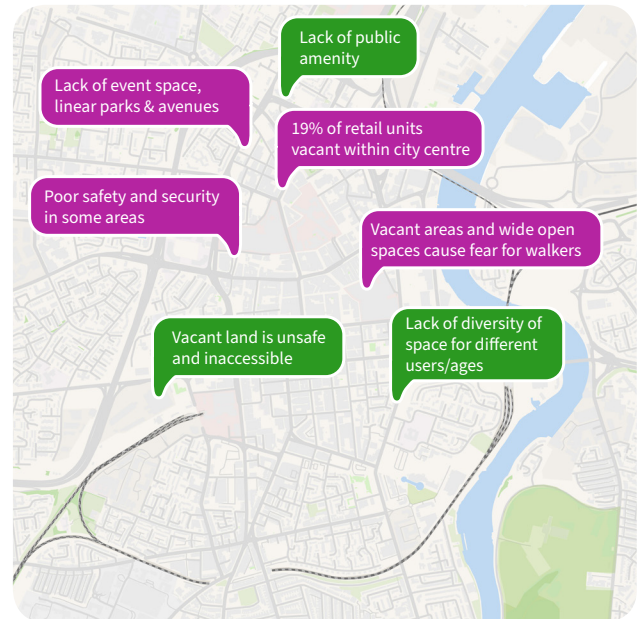 Lack of public
amenity
Lack of event space,
linear parks & avenues
19% of retail units
vacant within city centre
Poor safety and security
in some areas
Vacant areas and wide open
spaces cause fear for walkers
Vacant land is unsafe
and inaccessible
Lack of diversity of
space for different
users/ages